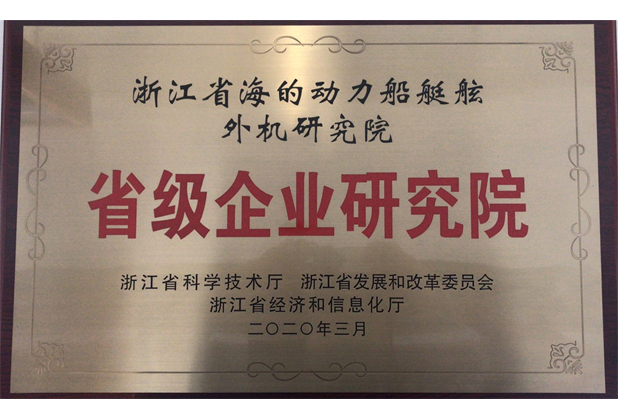 浙江省海的动力船艇舷
外机研究院
省级企业研究院
浙江省科学技术厅 浙江省发展和改革委员会
浙江省经济和信息化厅
二〇二〇年三月